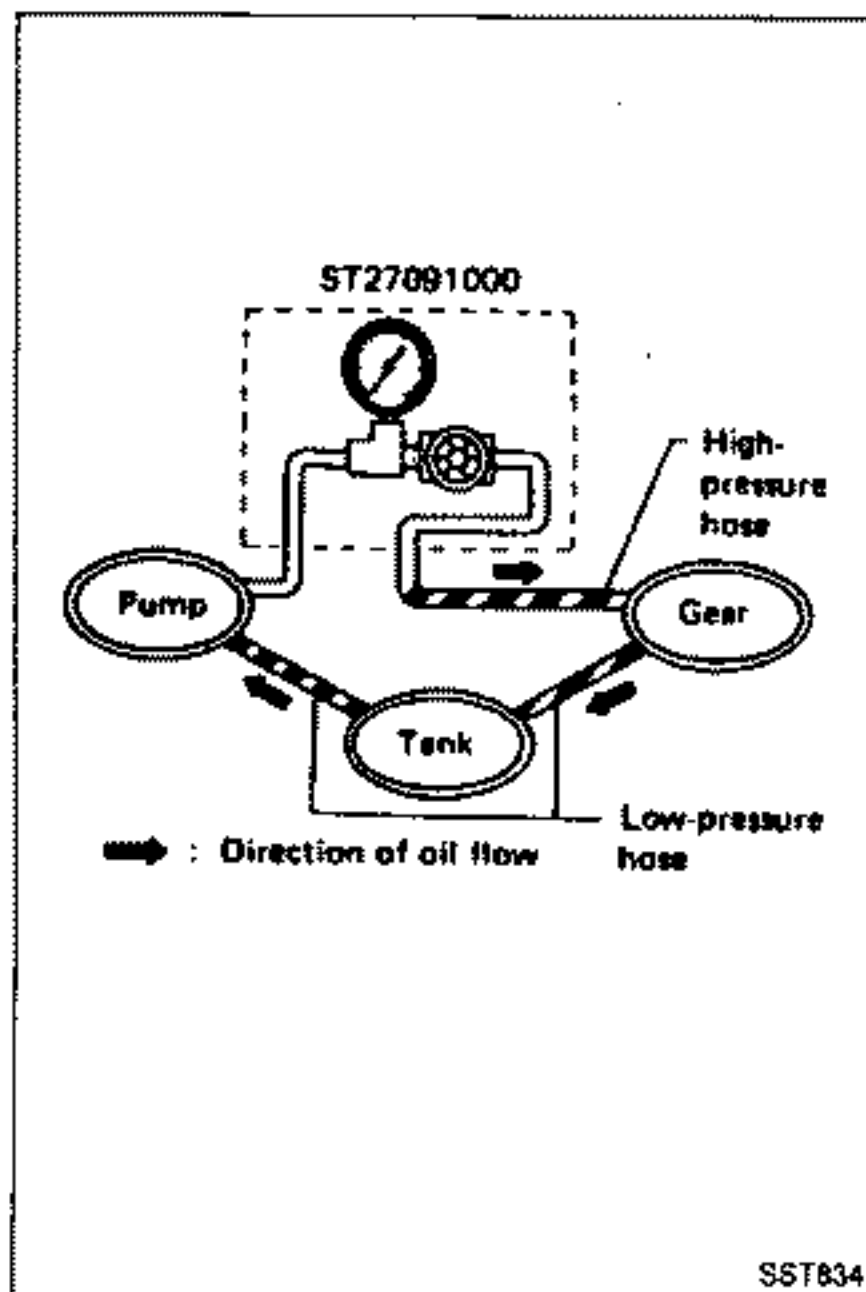 ST27091000
High-
pressure
hose
Pump
Gear
Tank
Low-pressure
hose
: Direction of oil flow
SST834